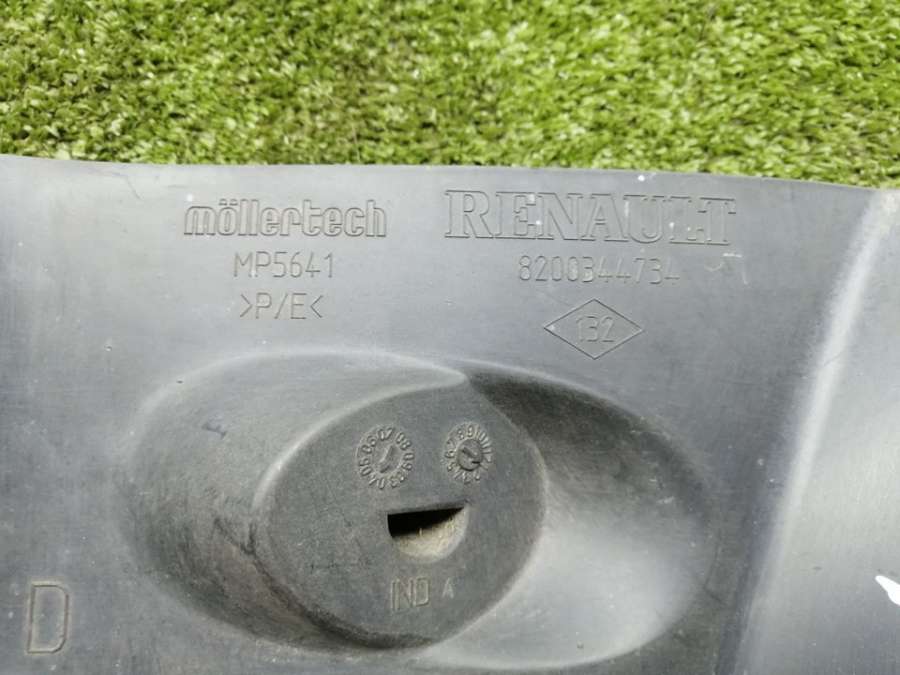 möllertech
RENAULT
MP5641
8200344734
>P/E<
132
IND A
D